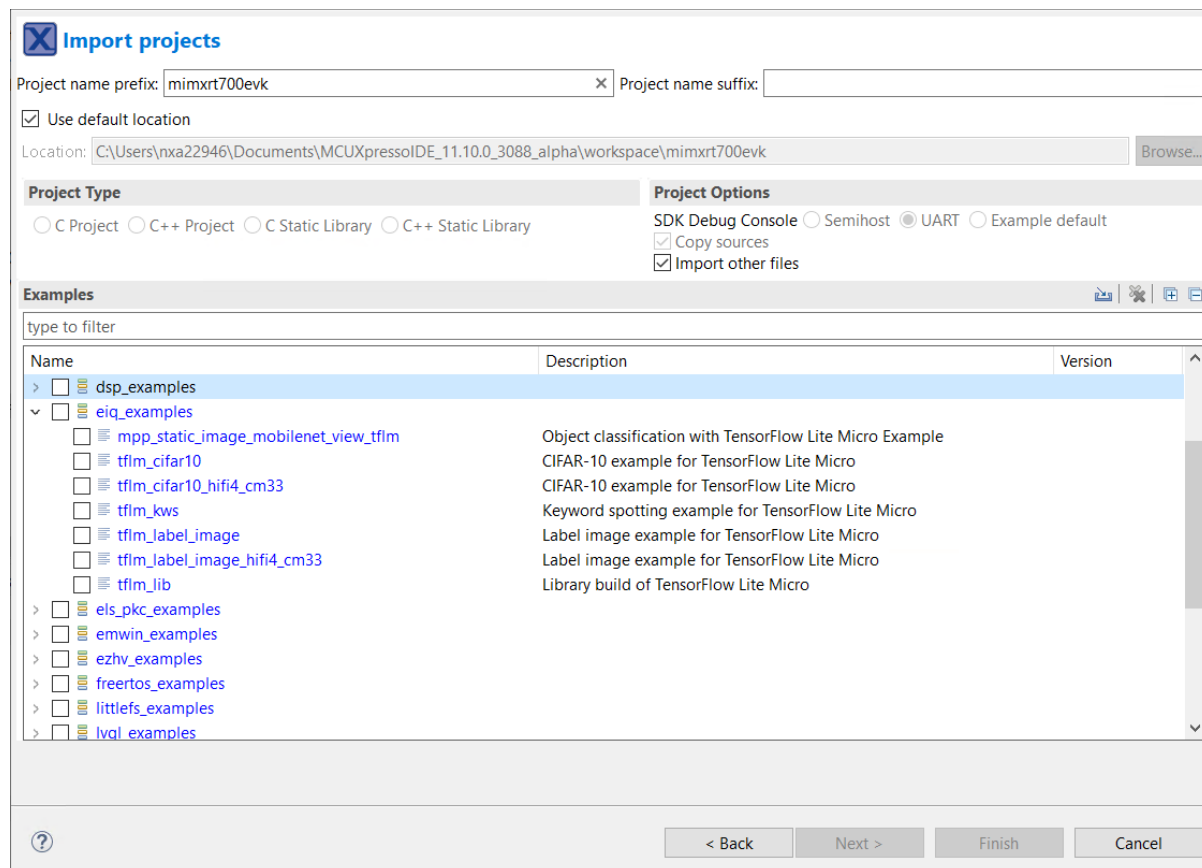 Import projects
Project name prefix: mimxrt700evk Project name suffix:
Use default location
Location: C:\Users\nxa22946\Documents\MCUXpressoIDE_11.10.0_3088_alpha\workspace\mimxrt700evk Browse...
Project Type Project Options
C Project C++ Project C Static Library C++ Static Library SDK Debug Console Semihost UART Example default
Copy sources
Import other files
Examples
type to filter
Name Description Version
dsp_examples
eiq_examples
mpp_static_image_mobilenet_view_tflm Object classification with TensorFlow Lite Micro Example
tflm_cifar10 CIFAR-10 example for TensorFlow Lite Micro
tflm_cifar10_hifi4_cm33 CIFAR-10 example for TensorFlow Lite Micro
tflm_kws Keyword spotting example for TensorFlow Lite Micro
tflm_label_image Label image example for TensorFlow Lite Micro
tflm_label_image_hifi4_cm33 Label image example for TensorFlow Lite Micro
tflm_lib Library build of TensorFlow Lite Micro
els_pkc_examples
emwin_examples
ezhv_examples
freertos_examples
littlefs_examples
lvgl_examples
< Back Next > Finish Cancel